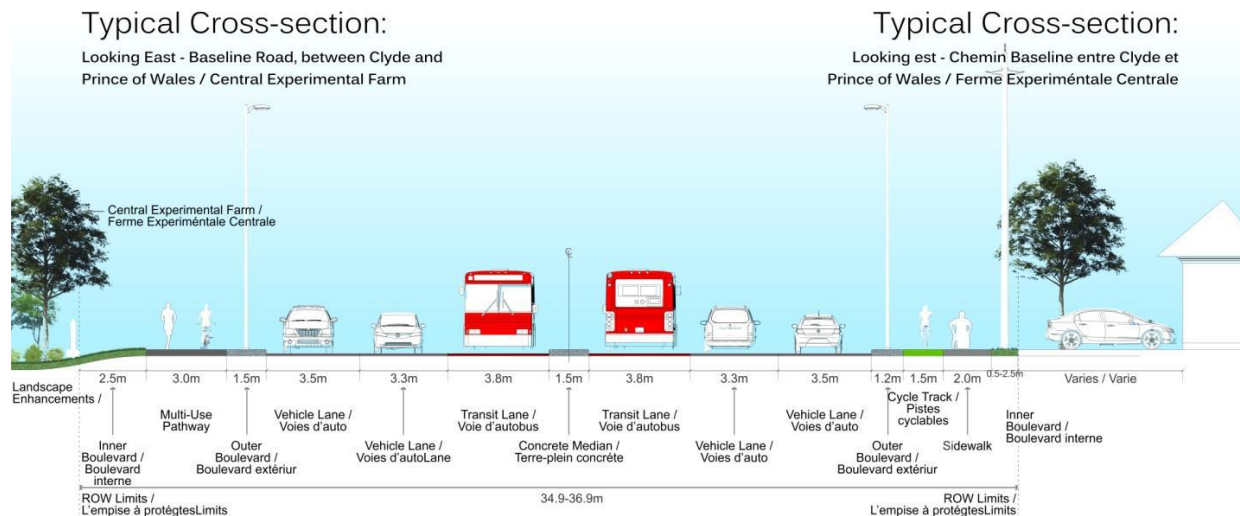 Typical Cross-section:
Looking East - Baseline Road, between Clyde and
Prince of Wales / Central Experimental Farm
Typical Cross-section:
Looking est - Chemin Baseline entre Clyde et
Prince of Wales / Ferme Expériméntale Centrale
Central Experimental Farm /
Ferme Expériméntale Centrale
2.5m
3.0m
1.5m
3.5m
3.3m
3.8m
1.5m
3.8m
3.3m
3.5m
1.2m
1.5m
2.0m
0.5-2.5m
Varies / Varie
Landscape
Enhancements /
Inner
Boulevard /
Boulevard
interne
Multi-Use
Pathway
Outer
Boulevard /
Boulevard extériur
Vehicle Lane /
Voies d'auto
Vehicle Lane /
Voies d'autoLane
Transit Lane /
Voie d'autobus
Concrete Median /
Terre-plein concréte
Transit Lane /
Voie d'autobus
Vehicle Lane /
Voies d'auto
Vehicle Lane /
Voies d'auto
Outer
Boulevard /
Boulevard extériur
Cycle Track /
Pistes
cyclables
Sidewalk
Inner
Boulevard /
Boulevard interne
ROW Limits /
L'empise à protégtesLimits
34.9-36.9m
ROW Limits /
L'empise à protégtesLimits